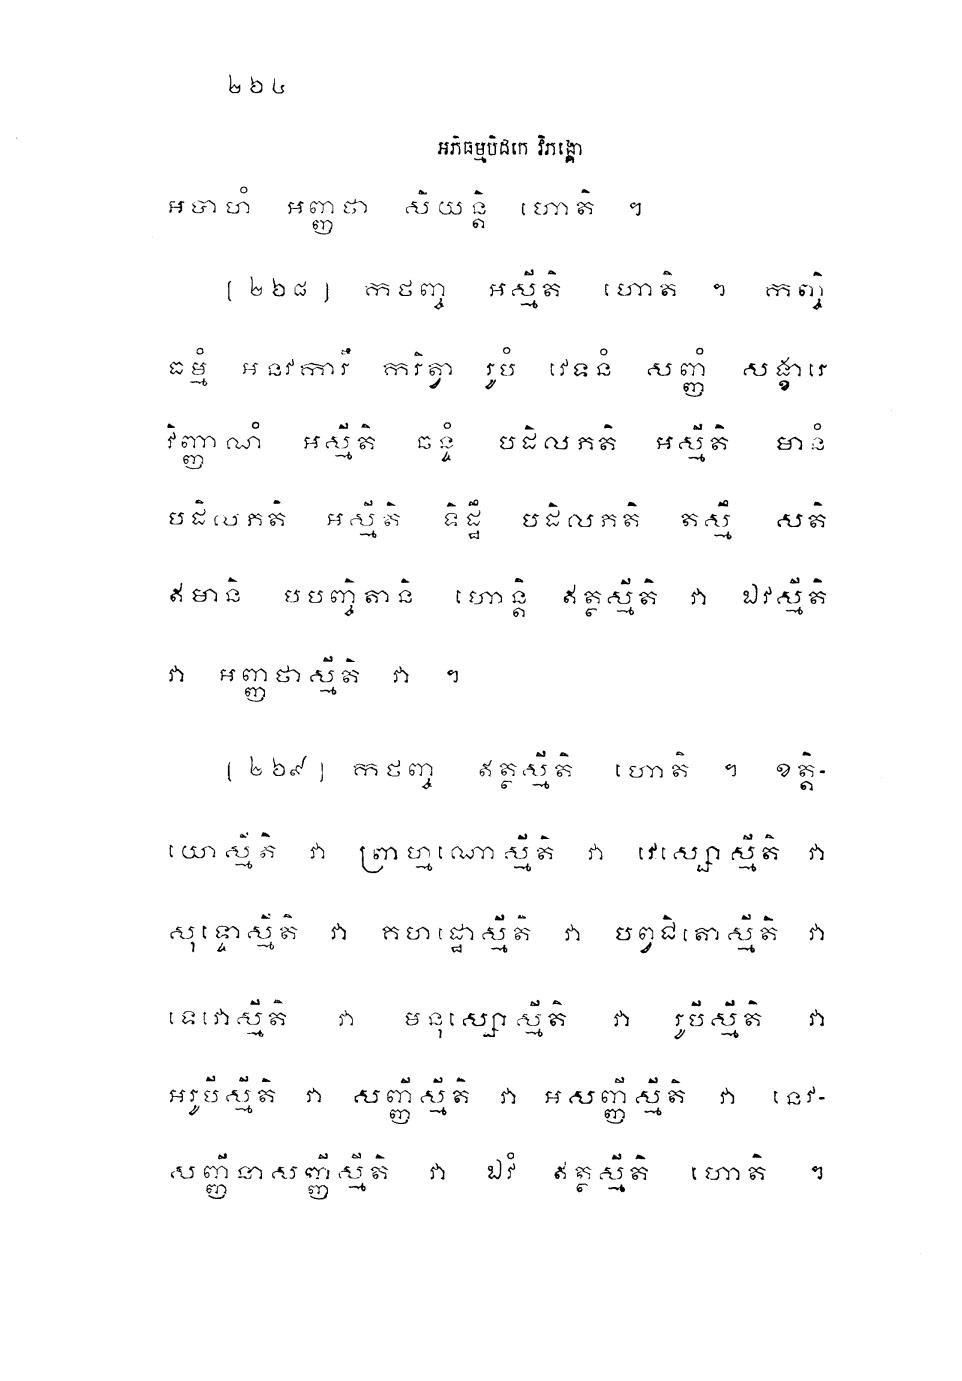 ២៦៤
អភិធម្មបិដកេ វិភង្គោ
អបាហំ អញ្ញថា សិយន្តិ ហោតិ ។
[ ២៦៨ ] កថញ្ច អស្មីតិ ហោតិ ។ កញ្ចិ
ធម្មំ អនវការី ករិត្វា រូបំ វេទនំ សញ្ញំ សង្ខារេ
វិញ្ញាណំ អស្មីតិ ឆន្ទំ បដិលភតិ អស្មីតិ មានំ
បដិលភតិ អស្មីតិ ទិដ្ឋឹ បដិលភតិ តស្មឹ សតិ
ឥមានិ បបញ្ចិតានិ ហោន្តិ ឥត្ថស្មីតិ វា ឯវស្មីតិ
វា អញ្ញថាស្មីតិ វា ។
[ ២៦៩ ] កថញ្ច ឥត្ថស្មីតិ ហោតិ ។ ខត្តិ-
យោស្មីតិ វា ព្រាហ្មណោស្មីតិ វា វេស្សោស្មីតិ វា
សុទ្ទោស្មីតិ វា គហដ្ឋោស្មីតិ វា បព្វជិតោស្មីតិ វា
ទេវោស្មីតិ វា មនុស្សោស្មីតិ វា រូបីស្មីតិ វា
អរូបីស្មីតិ វា សញ្ញីស្មីតិ វា អសញ្ញីស្មីតិ វា នេវ-
សញ្ញីនាសញ្ញីស្មីតិ វា ឯវំ ឥត្ថស្មីតិ ហោតិ ។